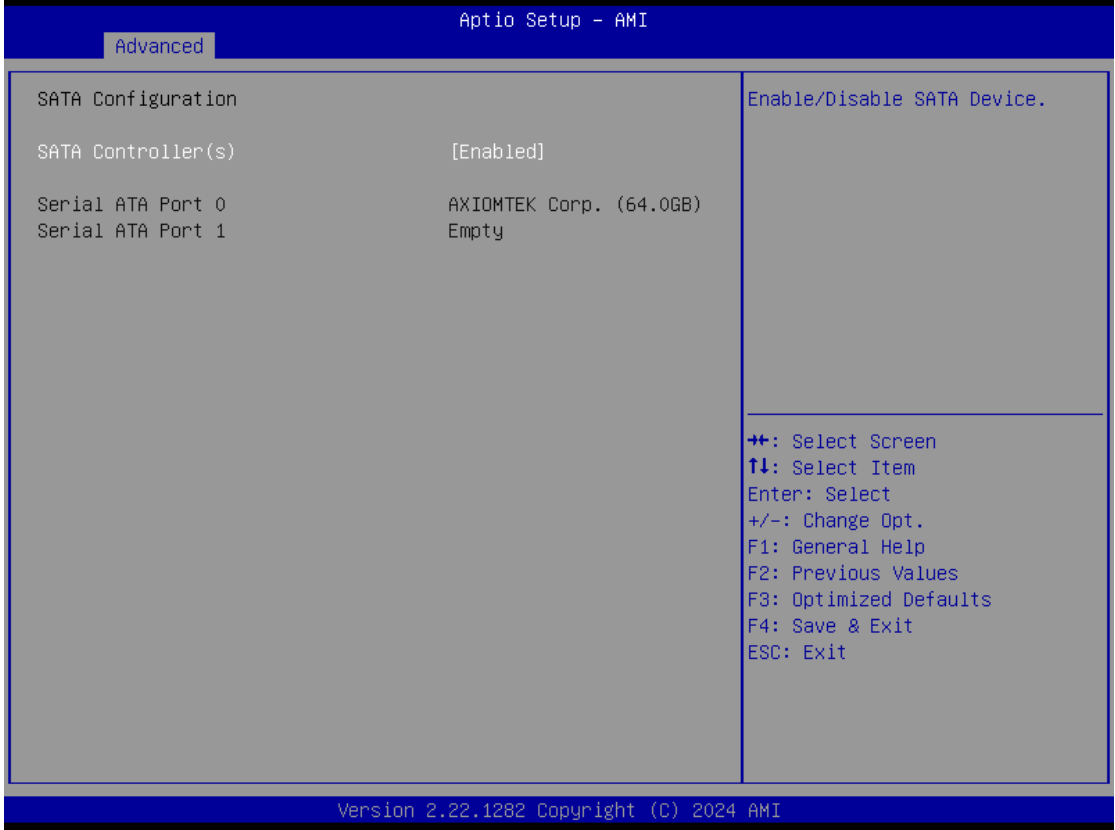 Aptio Setup – AMI
Advanced
SATA Configuration
SATA Controller(s) [Enabled]
Serial ATA Port 0 AXIOMTEK Corp. (64.0GB)
Serial ATA Port 1 Empty
Enable/Disable SATA Device.
→←: Select Screen
↑↓: Select Item
Enter: Select
+/-: Change Opt.
F1: General Help
F2: Previous Values
F3: Optimized Defaults
F4: Save & Exit
ESC: Exit
Version 2.22.1282 Copyright (C) 2024 AMI